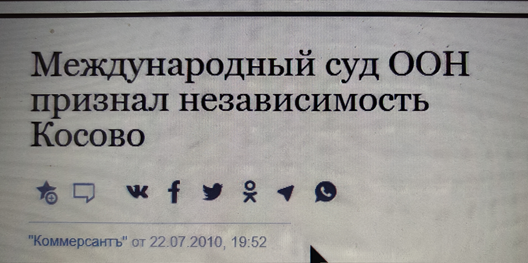 Международный суд ООН
признал независимость
Косово
"Коммерсантъ" от 22.07.2010, 19:52